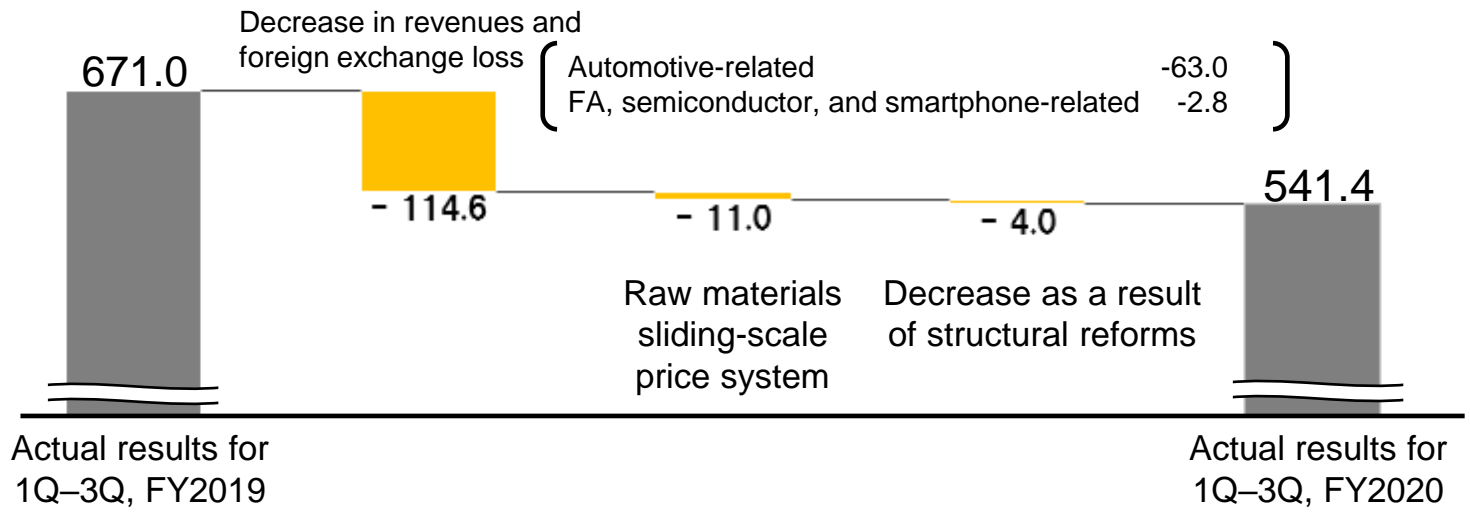 Decrease in revenues and
foreign exchange loss
Automotive-related -63.0
FA, semiconductor, and smartphone-related -2.8
671.0
- 114.6
- 11.0
- 4.0
541.4
Raw materials
sliding-scale
price system
Decrease as a result
of structural reforms
Actual results for
1Q–3Q, FY2019
Actual results for
1Q–3Q, FY2020